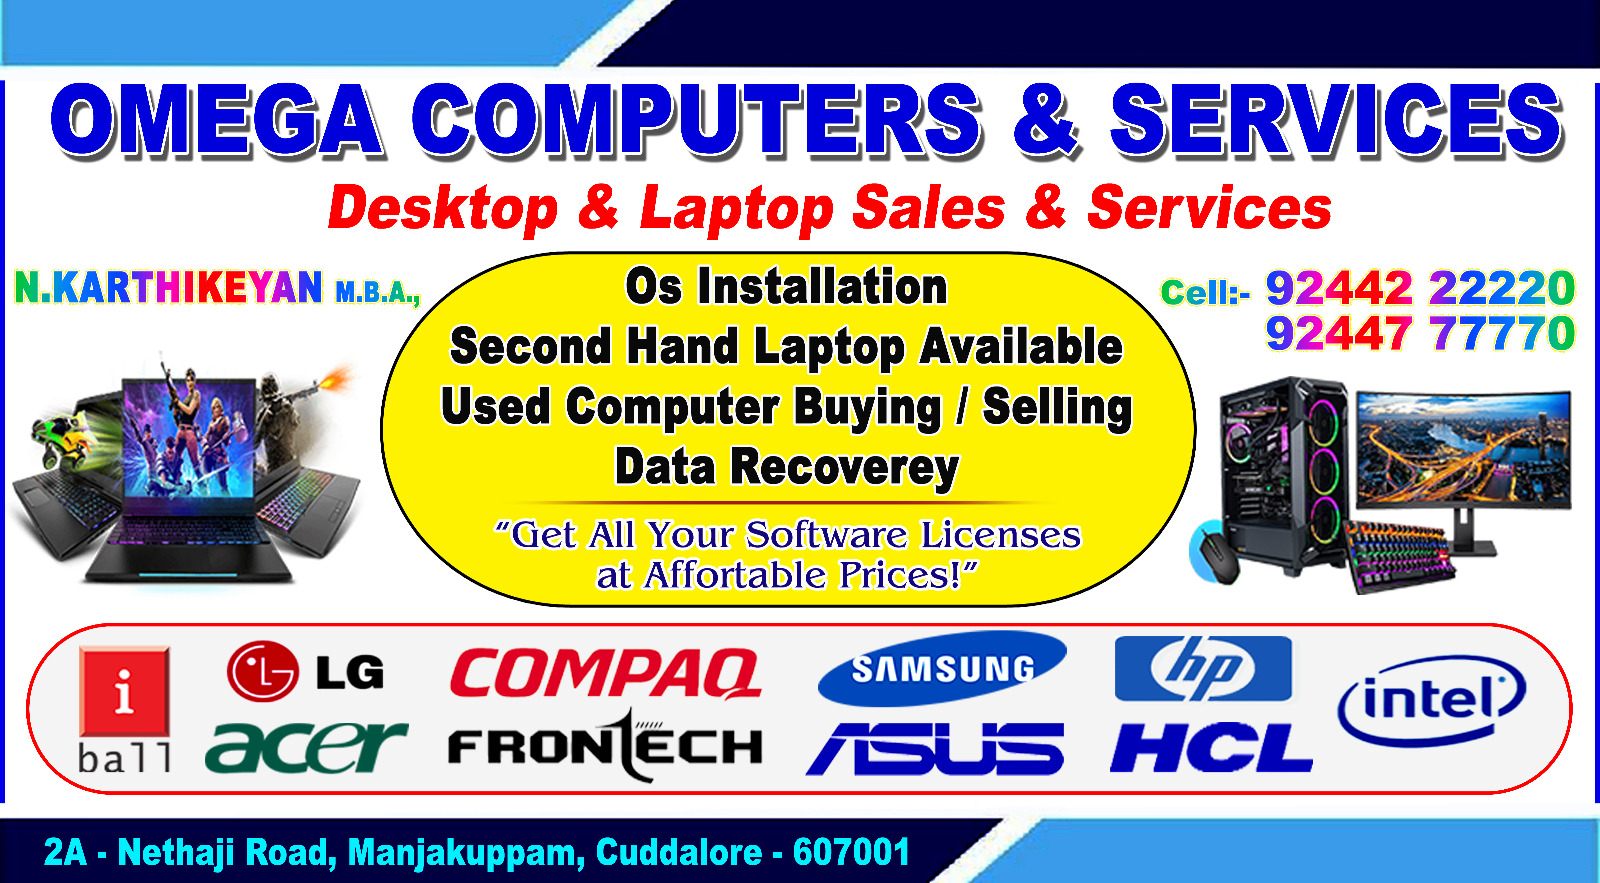 OMEGA COMPUTERS & SERVICES
Desktop & Laptop Sales & Services
N.KARTHIKEYAN M.B.A.,
Os Installation
Second Hand Laptop Available
Used Computer Buying / Selling
Data Recoverey
“Get All Your Software Licenses
at Affortable Prices!”
Cell:- 92442 22220
92447 77770
i ball
LG
COMPAQ
SAMSUNG
hp
intel
acer
FRONTECH
ASUS
HCL
2A - Nethaji Road, Manjakuppam, Cuddalore - 607001